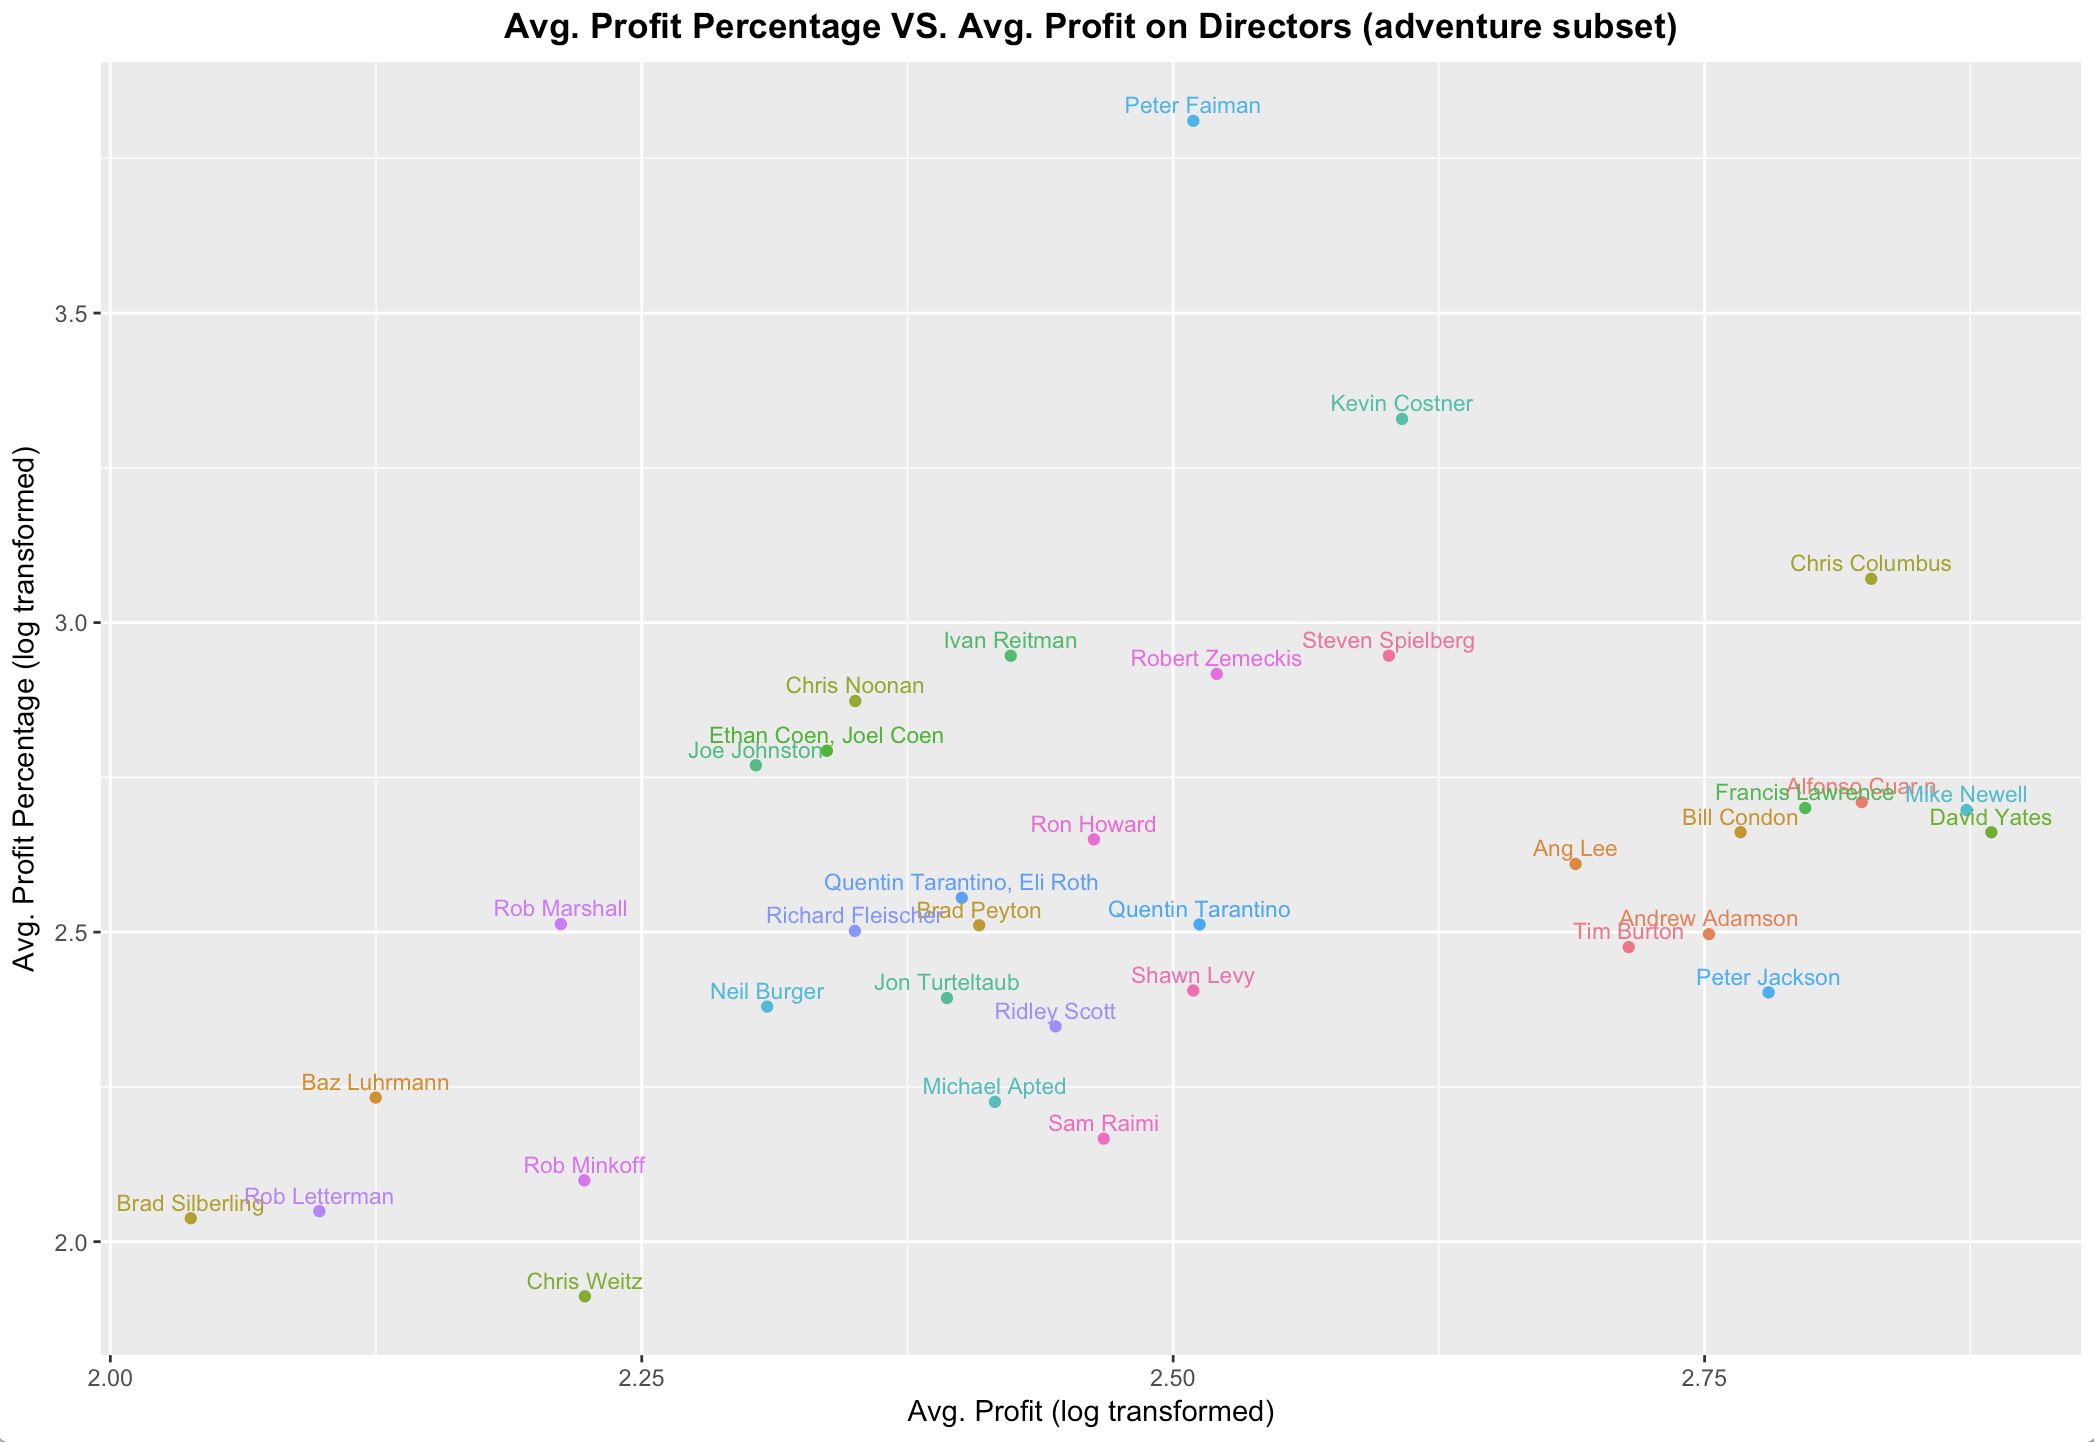 Avg. Profit Percentage VS. Avg. Profit on Directors (adventure subset)
Peter Faiman
3.5
Kevin Costner
Chris Columbus
3.0
Ivan Reitman
Steven Spielberg
Robert Zemeckis
Chris Noonan
Ethan Coen, Joel Coen
Joe Johnston
Alfonso Cuar n
Francis Lawrence
Mike Newell
Bill Condon
David Yates
Ron Howard
Ang Lee
Quentin Tarantino, Eli Roth
Rob Marshall
Richard Fleischer
Brad Peyton
Quentin Tarantino
Andrew Adamson
Tim Burton
2.5
Shawn Levy
Peter Jackson
Jon Turteltaub
Neil Burger
Ridley Scott
Baz Luhrmann
Michael Apted
Sam Raimi
Rob Minkoff
Rob Letterman
Brad Silberling
2.0
Chris Weitz
2.00
2.25
2.50
2.75
Avg. Profit (log transformed)
Avg. Profit Percentage (log transformed)